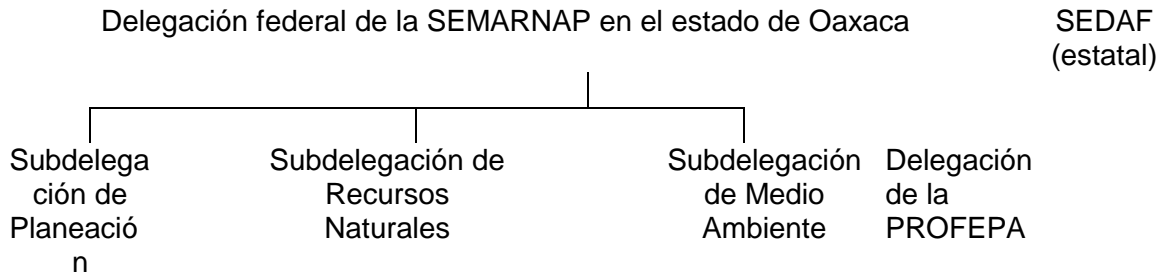 Delegación federal de la SEMARNAP en el estado de Oaxaca
SEDAF
(estatal)
Subdelega
ción de
Planeació
n
Subdelegación de
Recursos
Naturales
Subdelegación
de Medio
Ambiente
Delegación
de la
PROFEPA